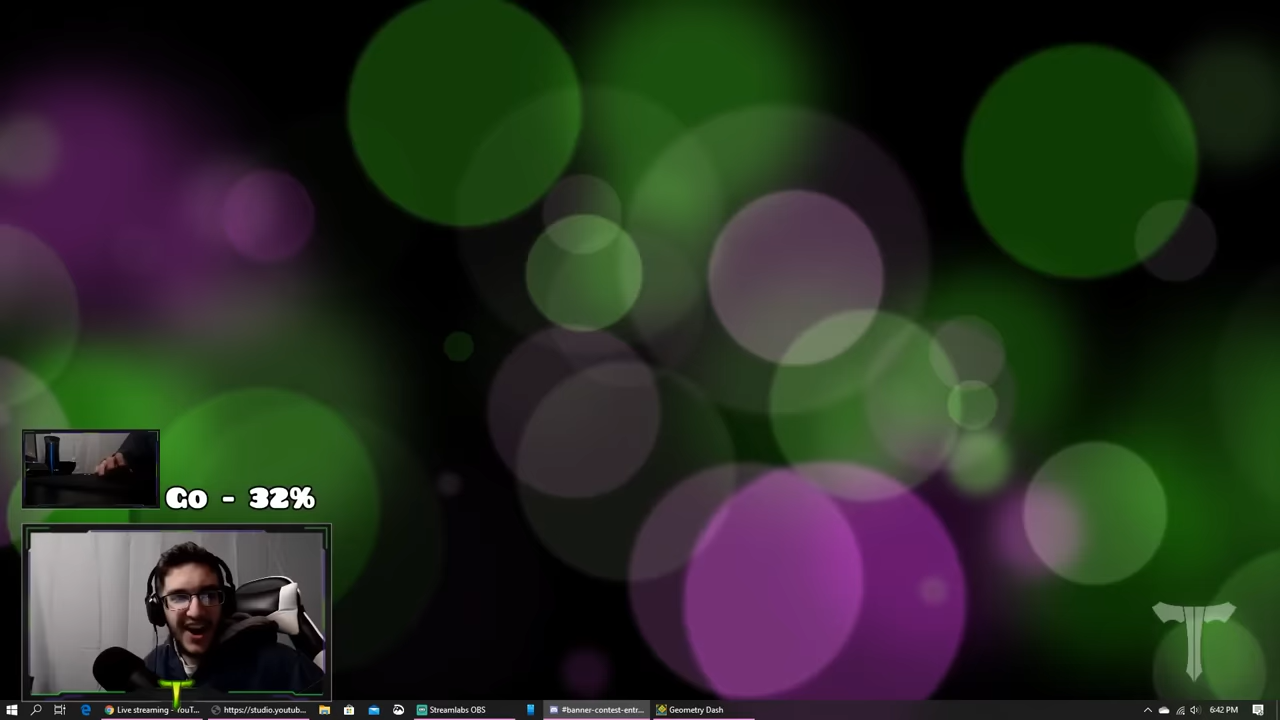 Go - 32%
Live streaming - YouT...
https://studio.youtub...
Streamlabs OBS
#banner-contest-entr...
Geometry Dash
6:42 PM